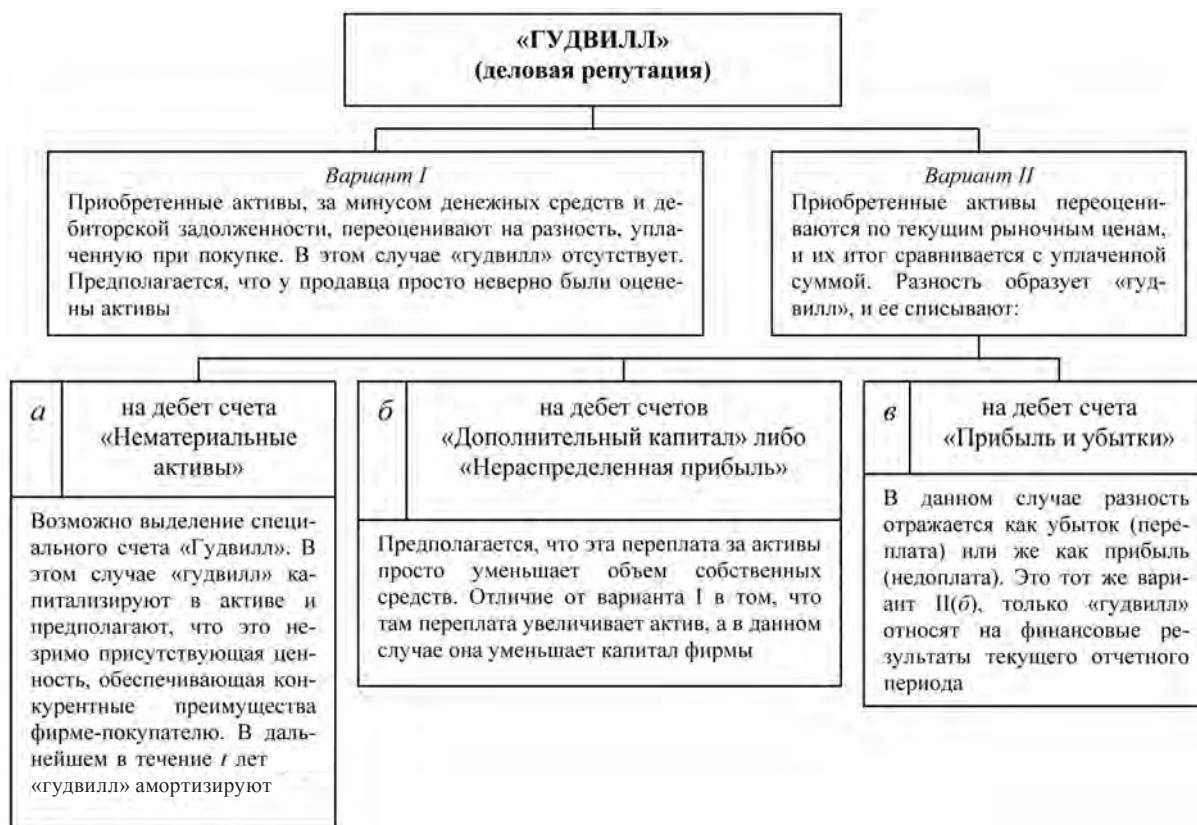 «ГУДВИЛЛ»
(деловая репутация)
Вариант I
Приобретенные активы, за минусом денежных средств и де-
биторской задолженности, переоценивают на разность, упла-
ченную при покупке. В этом случае «гудвилл» отсутствует.
Предполагается, что у продавца просто неверно были оцене-
ны активы
Вариант II
Приобретенные активы переоцени-
ваются по текущим рыночным ценам,
и их итог сравнивается с уплаченной
суммой. Разность образует «гуд-
вилл», и ее списывают:
а
на дебет счета
«Нематериальные
активы»
Возможно выделение специ-
ального счета «Гудвилл». В
этом случае «гудвилл» ка-
питализируют в активе и
предполагают, что это не-
зримо присутствующая цен-
ность, обеспечивающая кон-
курентные преимущества
фирме-покупателю. В даль-
нейшем в течение t лет
«гудвилл» амортизируют
б
на дебет счетов
«Дополнительный капитал» либо
«Нераспределенная прибыль»
Предполагается, что эта переплата за активы
просто уменьшает объем собственных
средств. Отличие от варианта I в том, что
там переплата увеличивает актив, а в данном
случае она уменьшает капитал фирмы
в
на дебет счета
«Прибыль и убытки»
В данном случае разность
отражается как убыток (пере-
плата) или же как прибыль
(недоплата). Это тот же вари-
ант II(б), только «гудвилл»
относят на финансовые ре-
зультаты текущего отчетного
периода